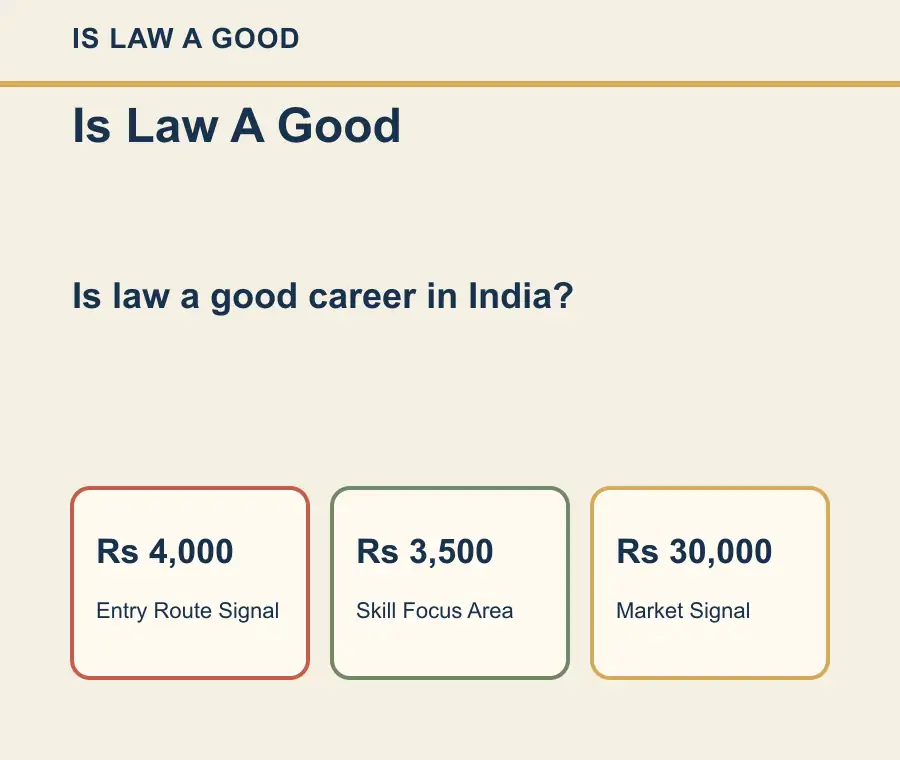 IS LAW A GOOD
Is Law A Good
Is law a good career in India?
Rs 4,000
Entry Route Signal
Rs 3,500
Skill Focus Area
Rs 30,000
Market Signal